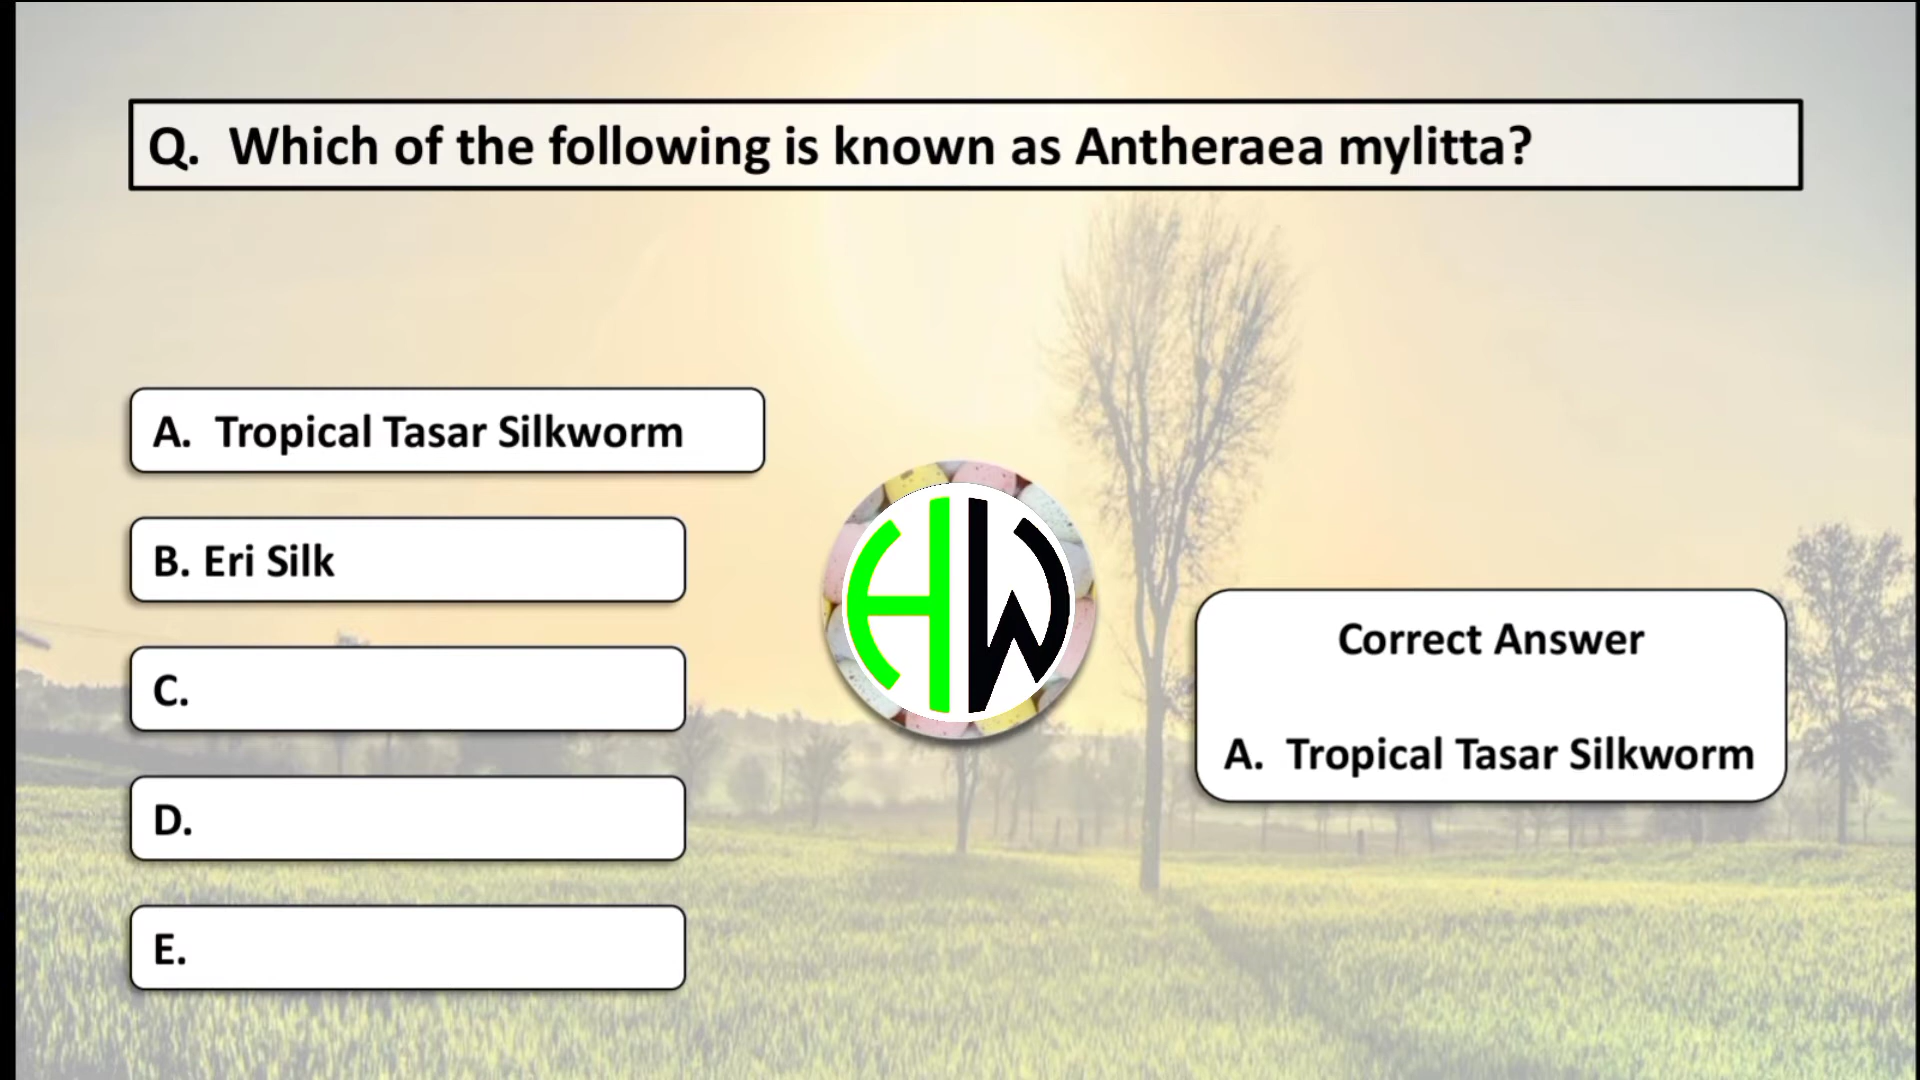 Q. Which of the following is known as Antheraea mylitta?
A. Tropical Tasar Silkworm
B. Eri Silk
C.
D.
E.
HW
Correct Answer
A. Tropical Tasar Silkworm